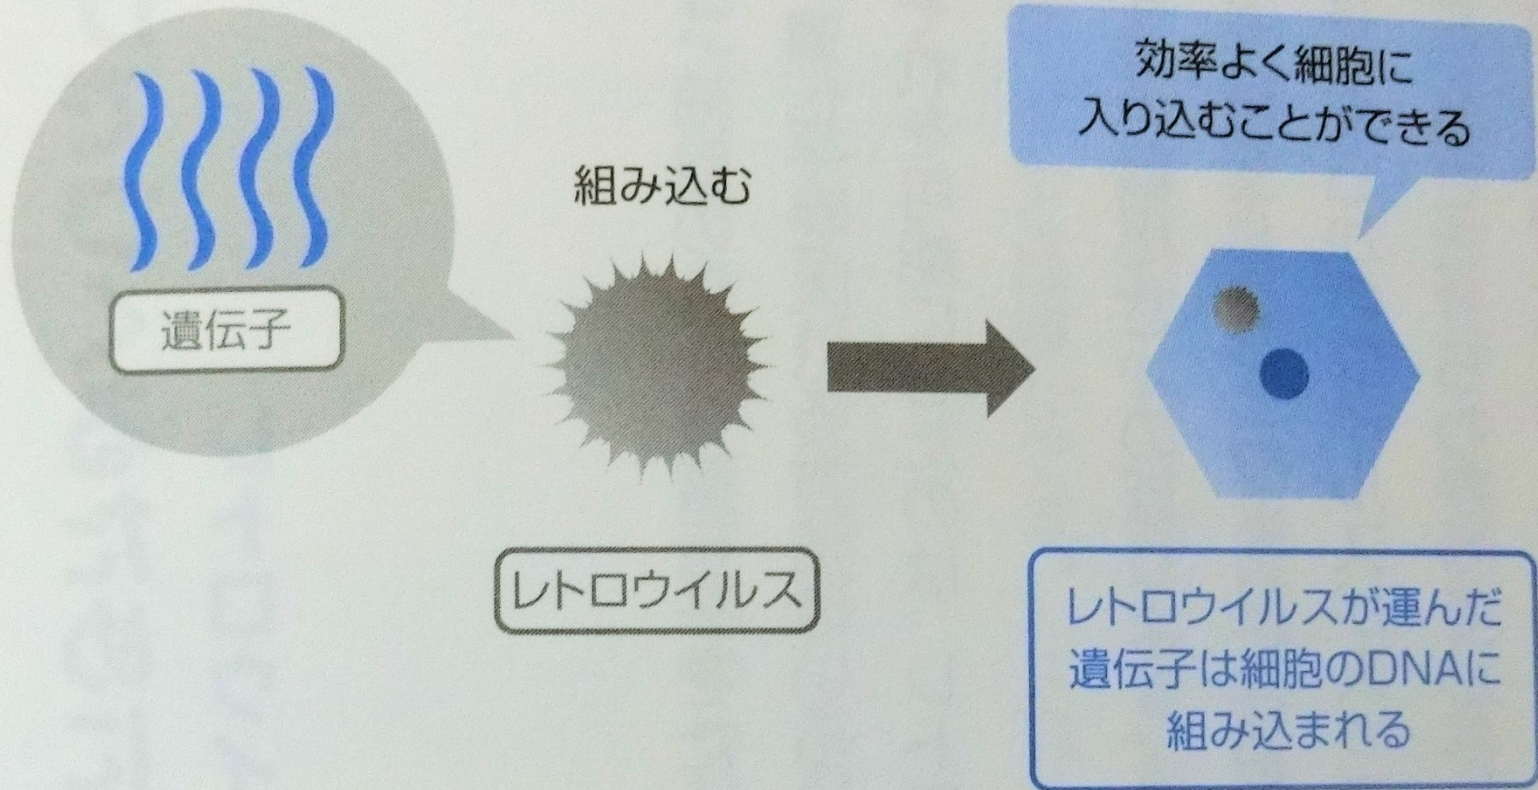 効率よく細胞に
入り込むことができる
組み込む
遺伝子
レトロウイルス
レトロウイルスが運んだ
遺伝子は細胞のDNAに
組み込まれる